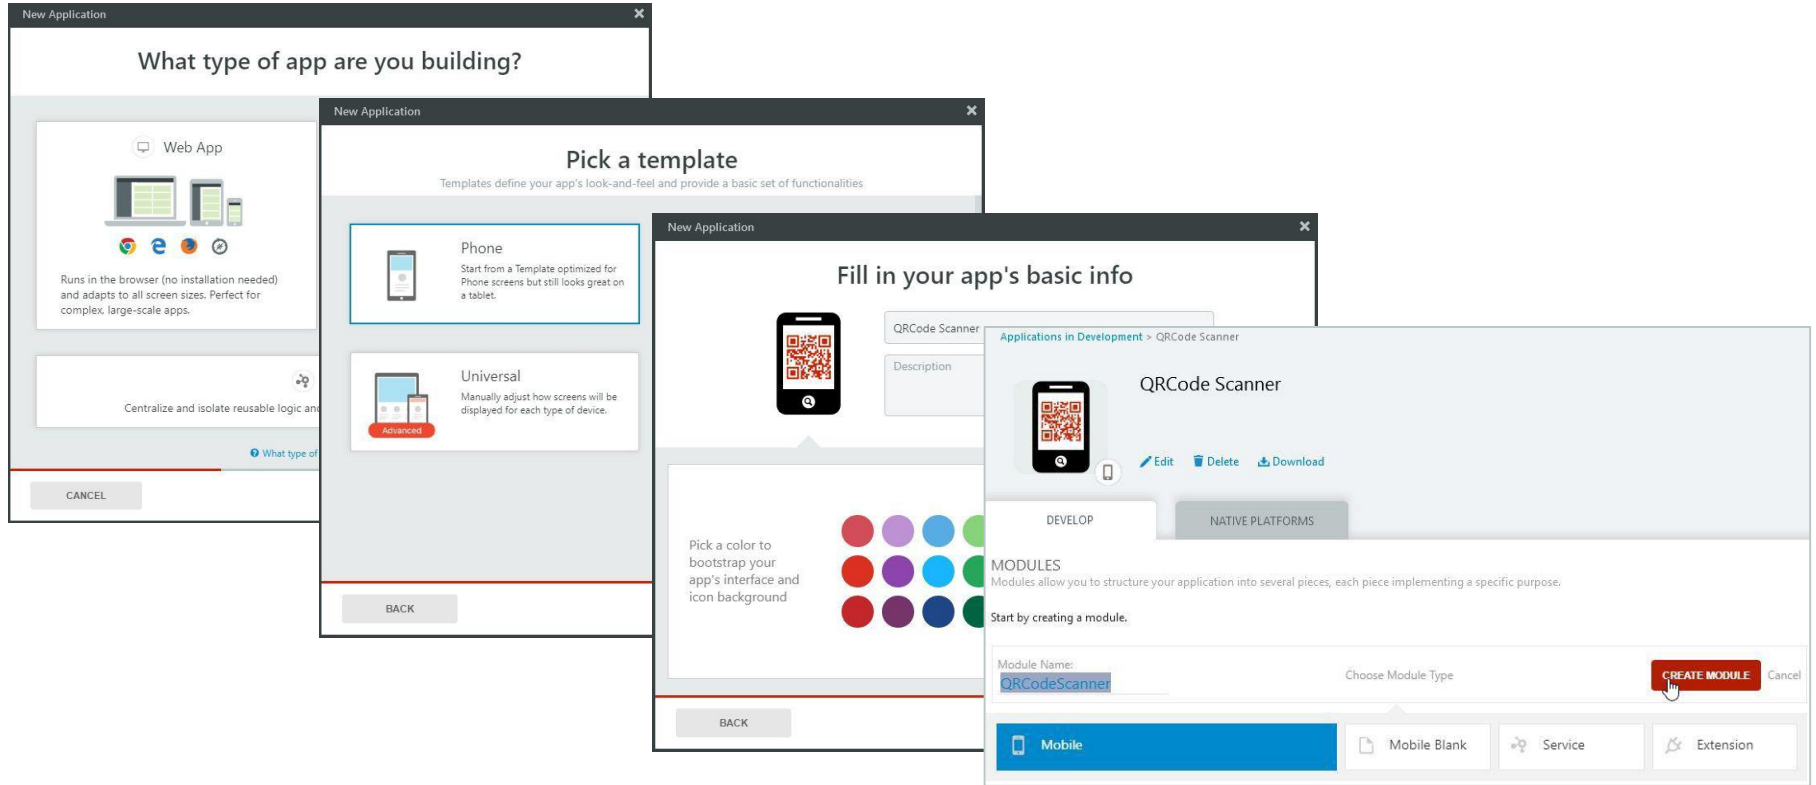 New Application
What type of app are you building?
Web App
Runs in the browser (no installation needed)
and adapts to all screen sizes. Perfect for
complex, large-scale apps.
Centralize and isolate reusable logic and
What type of
CANCEL
New Application
Pick a template
Templates define your app's look-and-feel and provide a basic set of functionalities
Phone
Start from a Template optimized for
Phone screens but still looks great on
a tablet.
Universal
Manually adjust how screens will be
displayed for each type of device.
Advanced
BACK
New Application
Fill in your app's basic info
QRCode Scanner
Description
Pick a color to
bootstrap your
app's interface and
icon background
BACK
Applications in Development > QRCode Scanner
QRCode Scanner
Edit Delete Download
DEVELOP NATIVE PLATFORMS
MODULES
Modules allow you to structure your application into several pieces, each piece implementing a specific purpose.
Start by creating a module.
Module Name:
QRCodeScanner
Choose Module Type
CREATE MODULE Cancel
Mobile Mobile Blank Service Extension